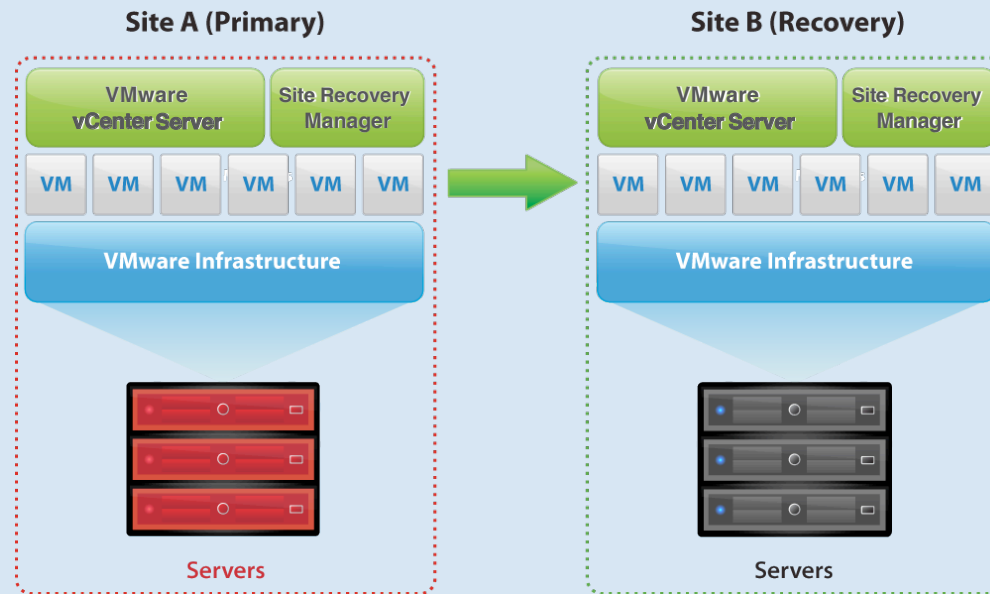 Site A (Primary)
Site B (Recovery)
VMware
vCenter Server
Site Recovery
Manager
VMware
vCenter Server
Site Recovery
Manager
VM VM VM VM VM VM
VM VM VM VM VM VM
VMware Infrastructure
VMware Infrastructure
Servers
Servers